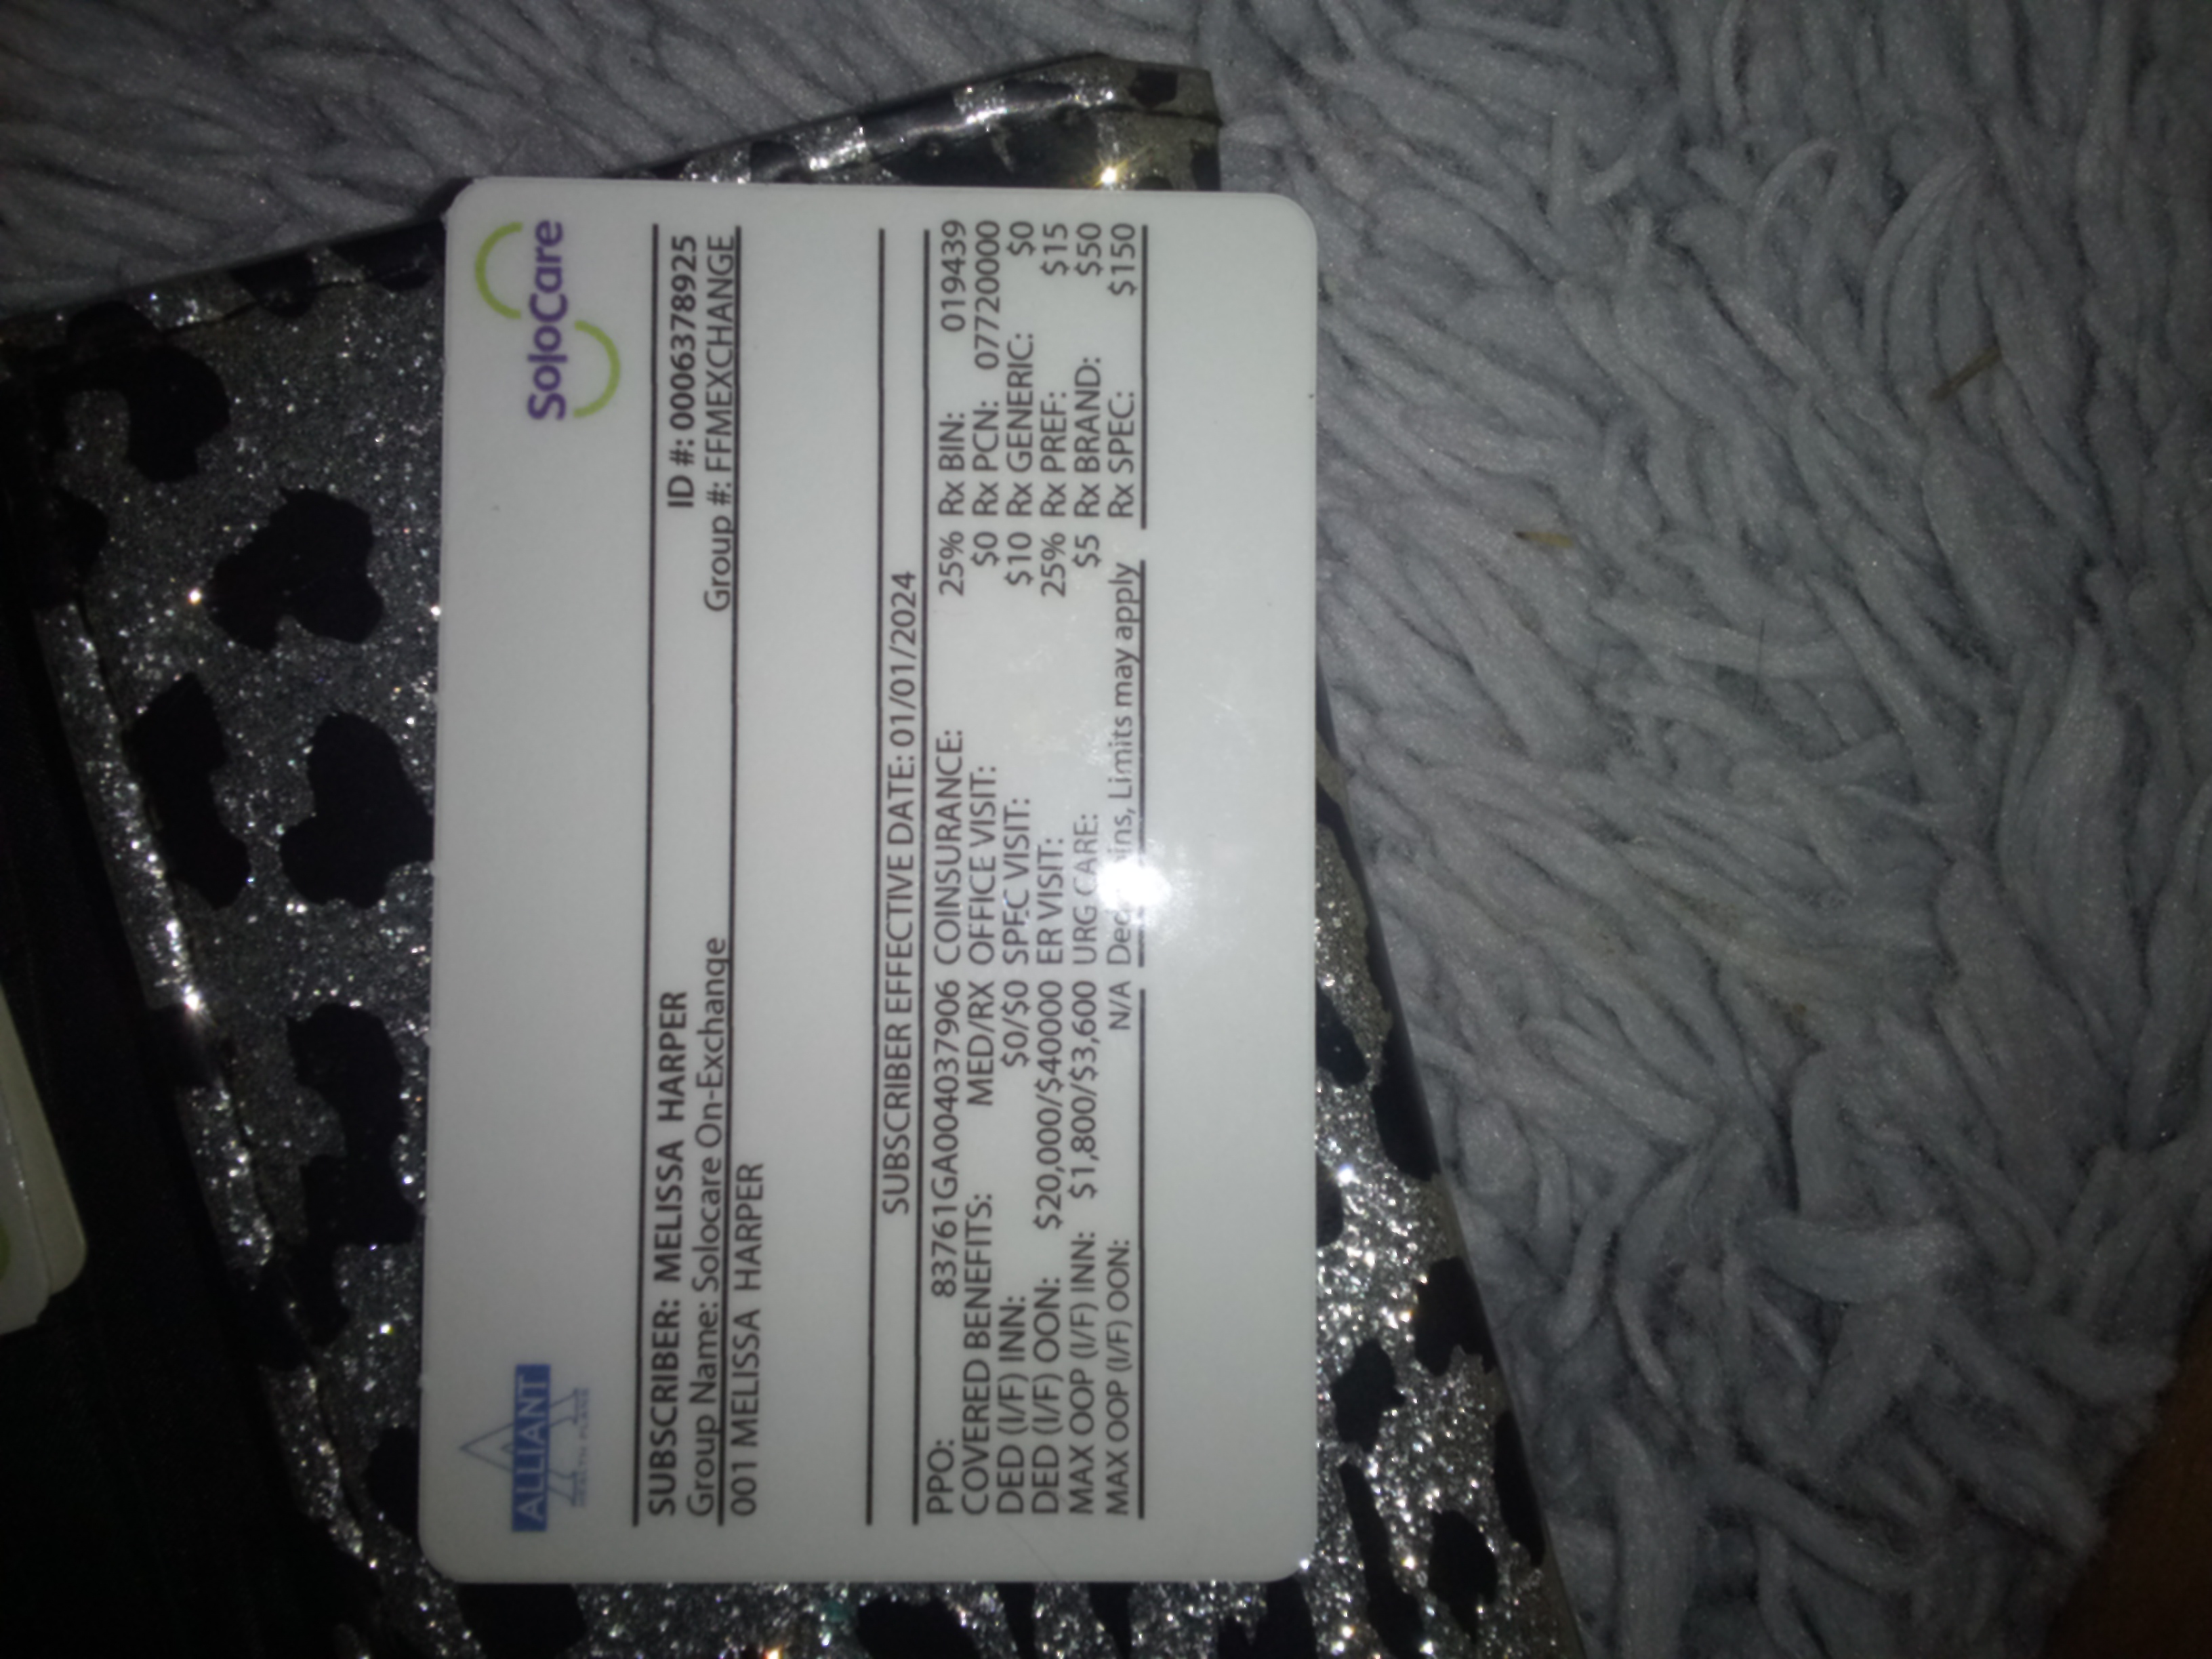 ALLIANT
SoloCare
SUBSCRIBER: MELISSA HARPER ID #: 0006378925
Group Name: Solocare On-Exchange Group #: FFMEXCHANGE
001 MELISSA HARPER
SUBSCRIBER EFFECTIVE DATE: 01/01/2024
PPO: 83761GA0040037906 COINSURANCE: 25% Rx BIN: 019439
COVERED BENEFITS: MED/RX OFFICE VISIT: $0 Rx PCN: 07720000
DED (I/F) INN: $0/$0 SPEC VISIT: $10 Rx GENERIC: $0
DED (I/F) OON: $20,000/$40000 ER VISIT: 25% Rx PREF: $15
MAX OOP (I/F) INN: $1,800/$3,600 URG CARE: $5 Rx BRAND: $50
MAX OOP (I/F) OON: N/A Limits may apply Rx SPEC: $150